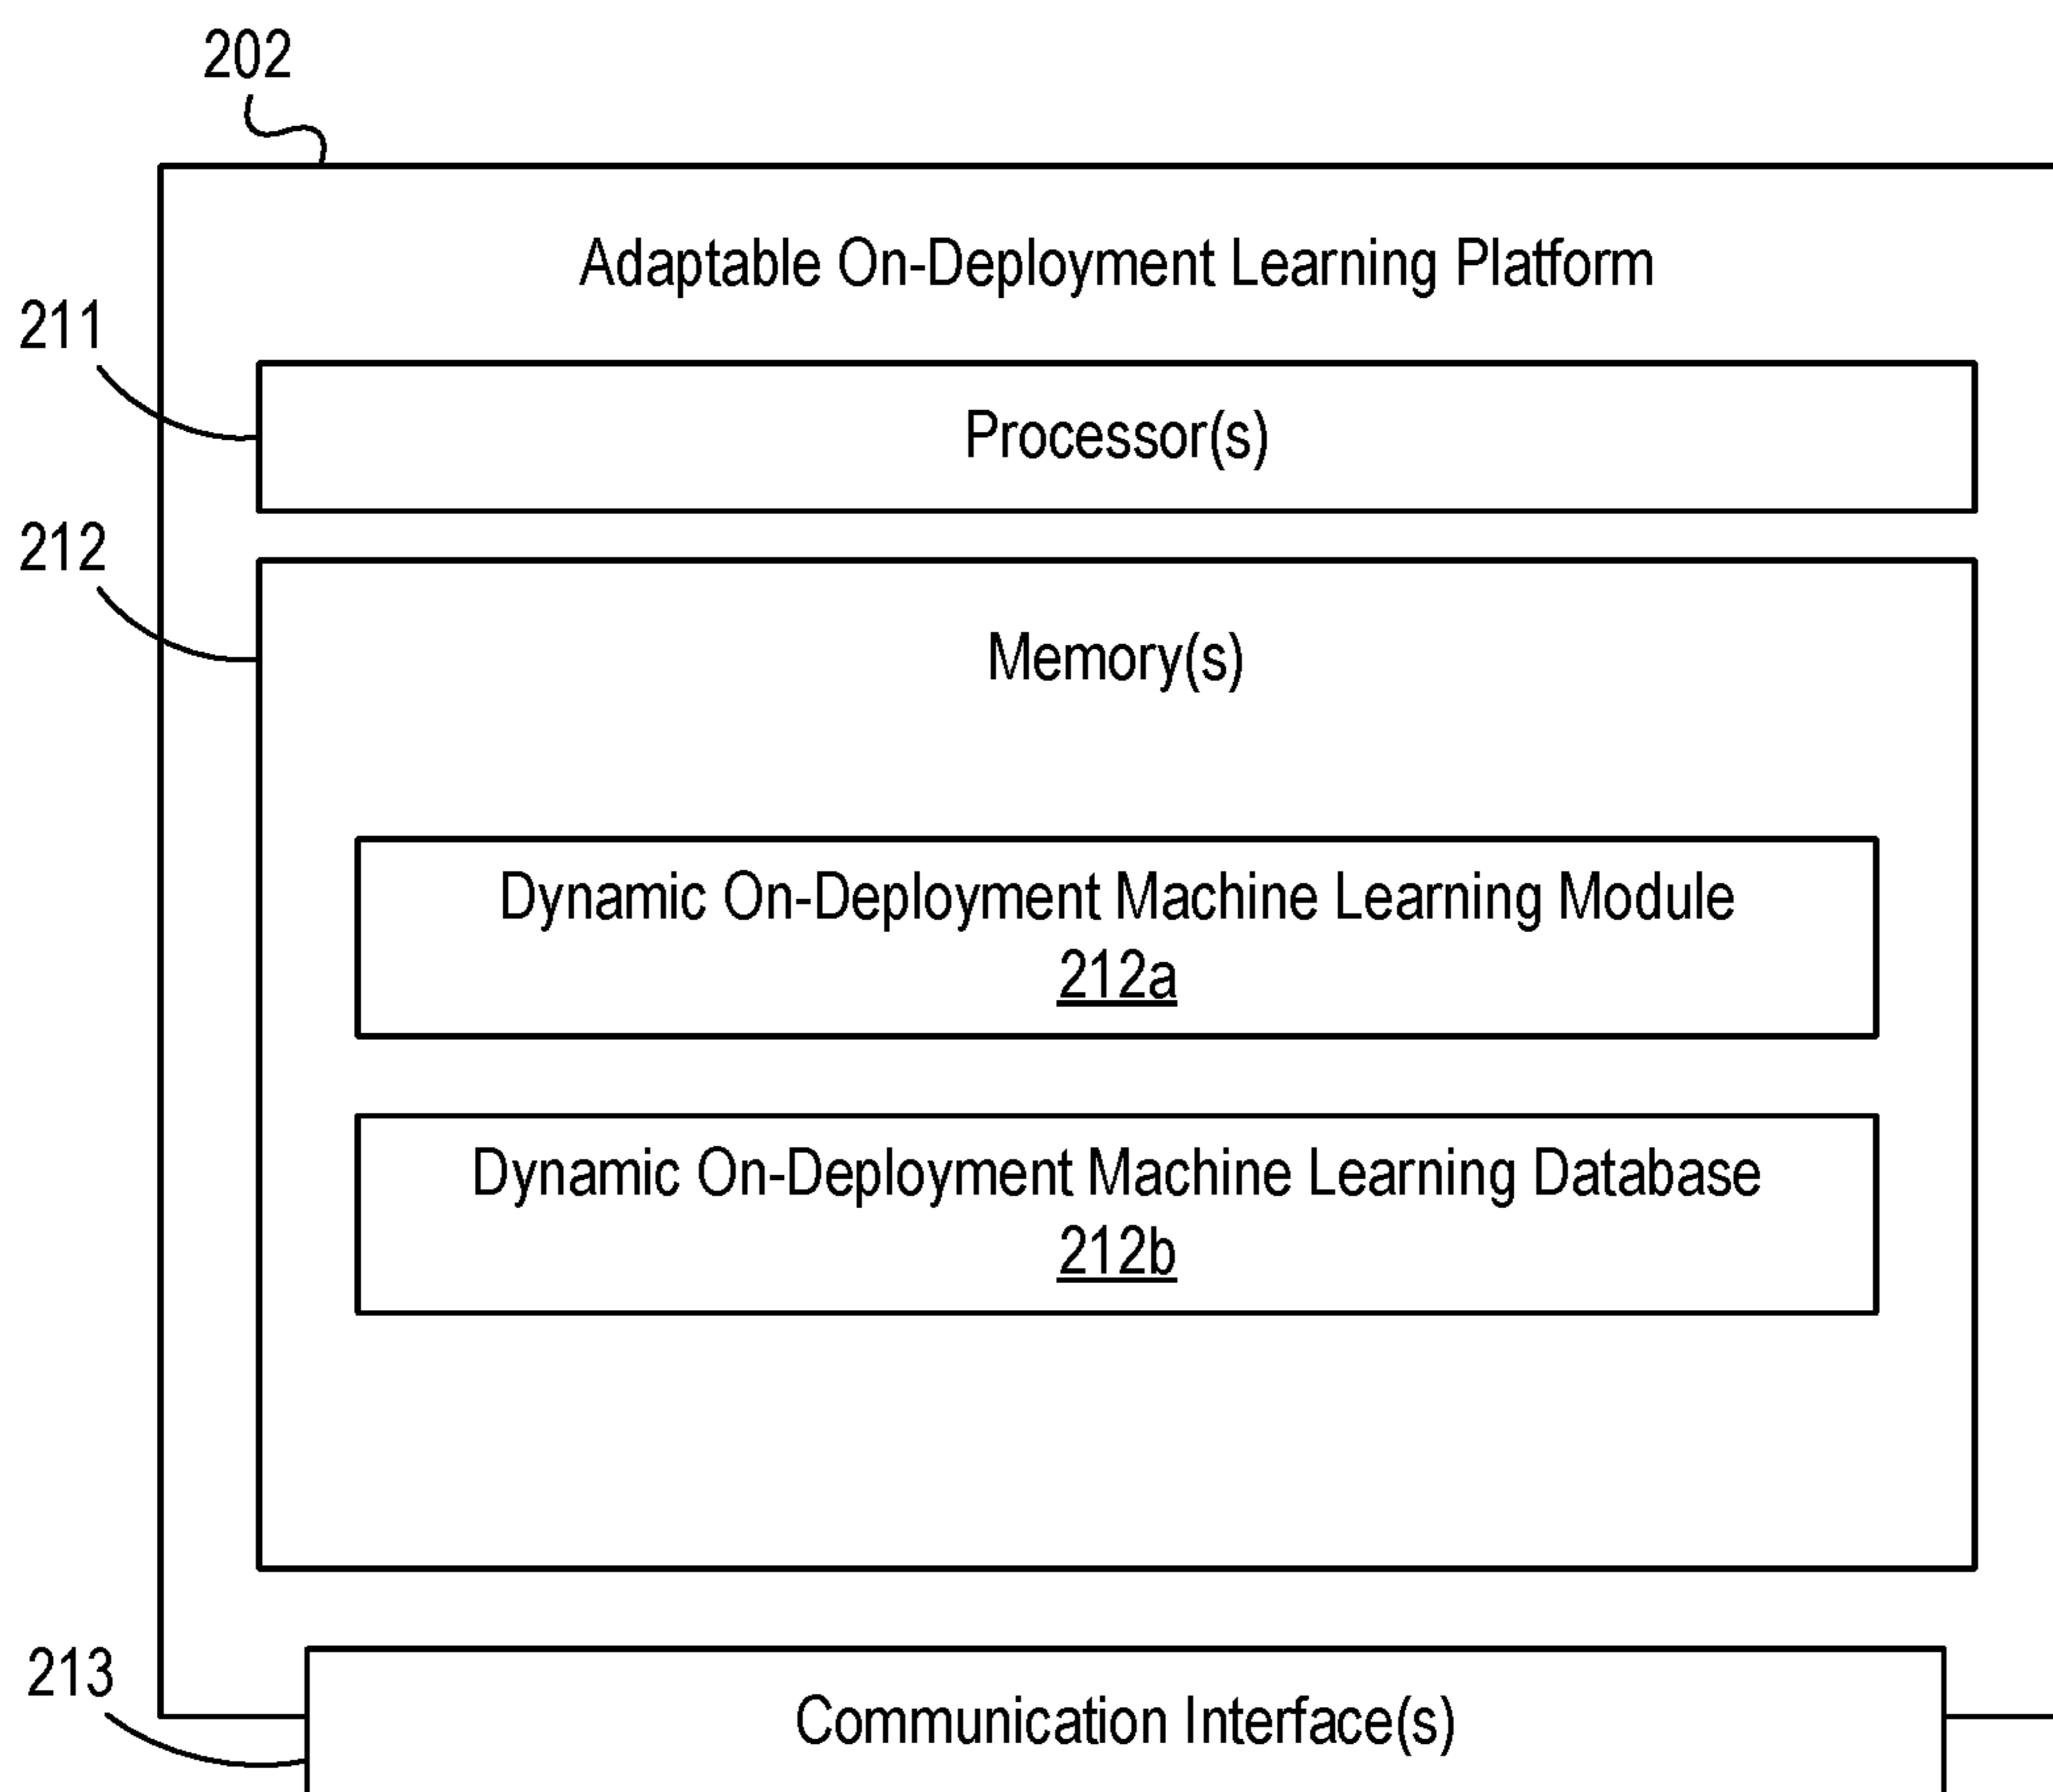 202
Adaptable On-Deployment Learning Platform
211
Processor(s)
212
Memory(s)
Dynamic On-Deployment Machine Learning Module
212a
Dynamic On-Deployment Machine Learning Database
212b
213
Communication Interface(s)